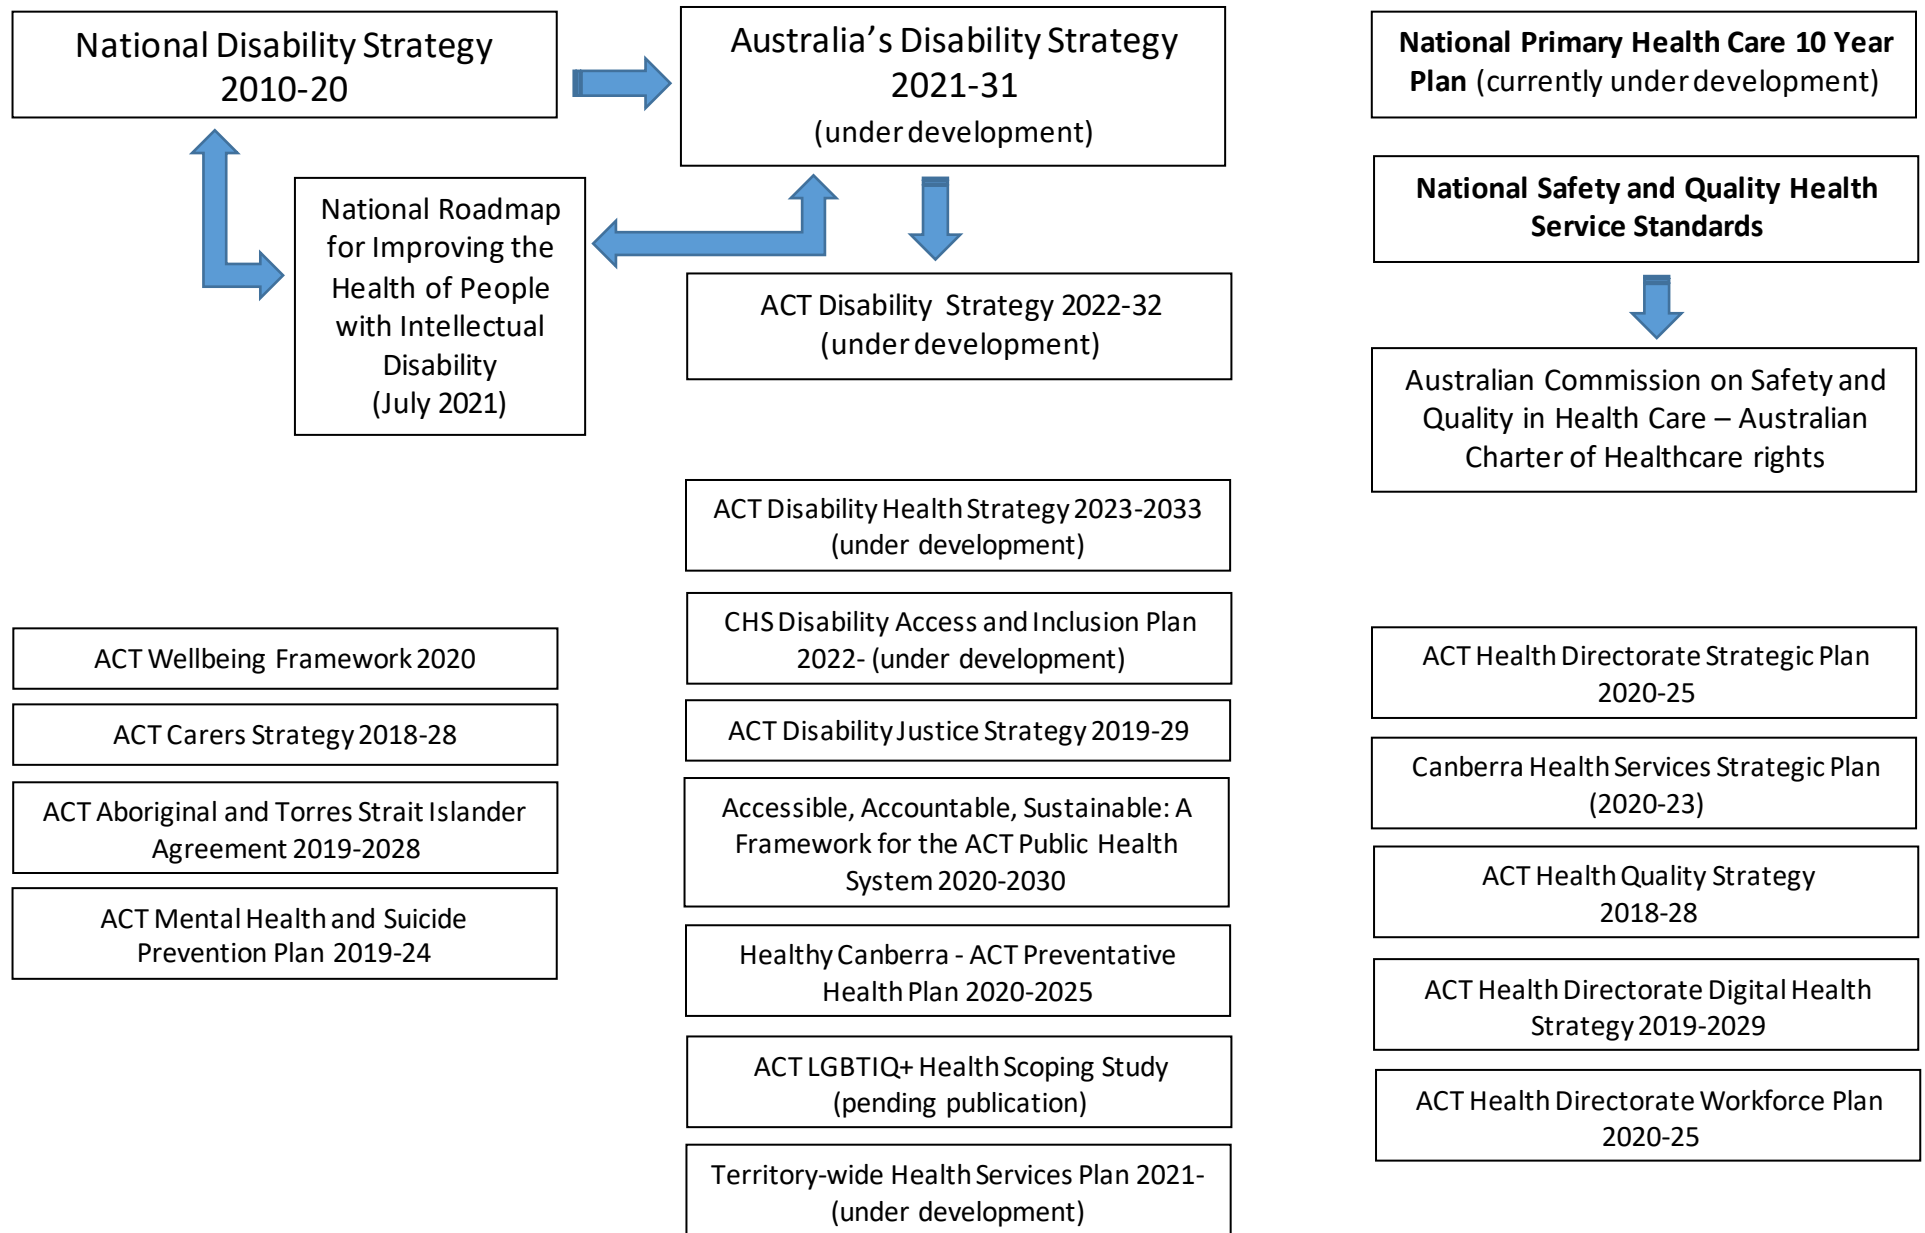 National Disability Strategy
2010-20
Australia’s Disability Strategy
2021-31
(under development)
National Primary Health Care 10 Year
Plan (currently under development)
National Safety and Quality Health
Service Standards
National Roadmap
for Improving the
Health of People
with Intellectual
Disability
(July 2021)
ACT Disability Strategy 2022-32
(under development)
Australian Commission on Safety and
Quality in Health Care – Australian
Charter of Healthcare rights
ACT Disability Health Strategy 2023-2033
(under development)
CHS Disability Access and Inclusion Plan
2022- (under development)
ACT Disability Justice Strategy 2019-29
Accessible, Accountable, Sustainable: A
Framework for the ACT Public Health
System 2020-2030
Healthy Canberra - ACT Preventative
Health Plan 2020-2025
ACT LGBTIQ+ Health Scoping Study
(pending publication)
Territory-wide Health Services Plan 2021-
(under development)
ACT Wellbeing Framework 2020
ACT Carers Strategy 2018-28
ACT Aboriginal and Torres Strait Islander
Agreement 2019-2028
ACT Mental Health and Suicide
Prevention Plan 2019-24
ACT Health Directorate Strategic Plan
2020-25
Canberra Health Services Strategic Plan
(2020-23)
ACT Health Quality Strategy
2018-28
ACT Health Directorate Digital Health
Strategy 2019-2029
ACT Health Directorate Workforce Plan
2020-25